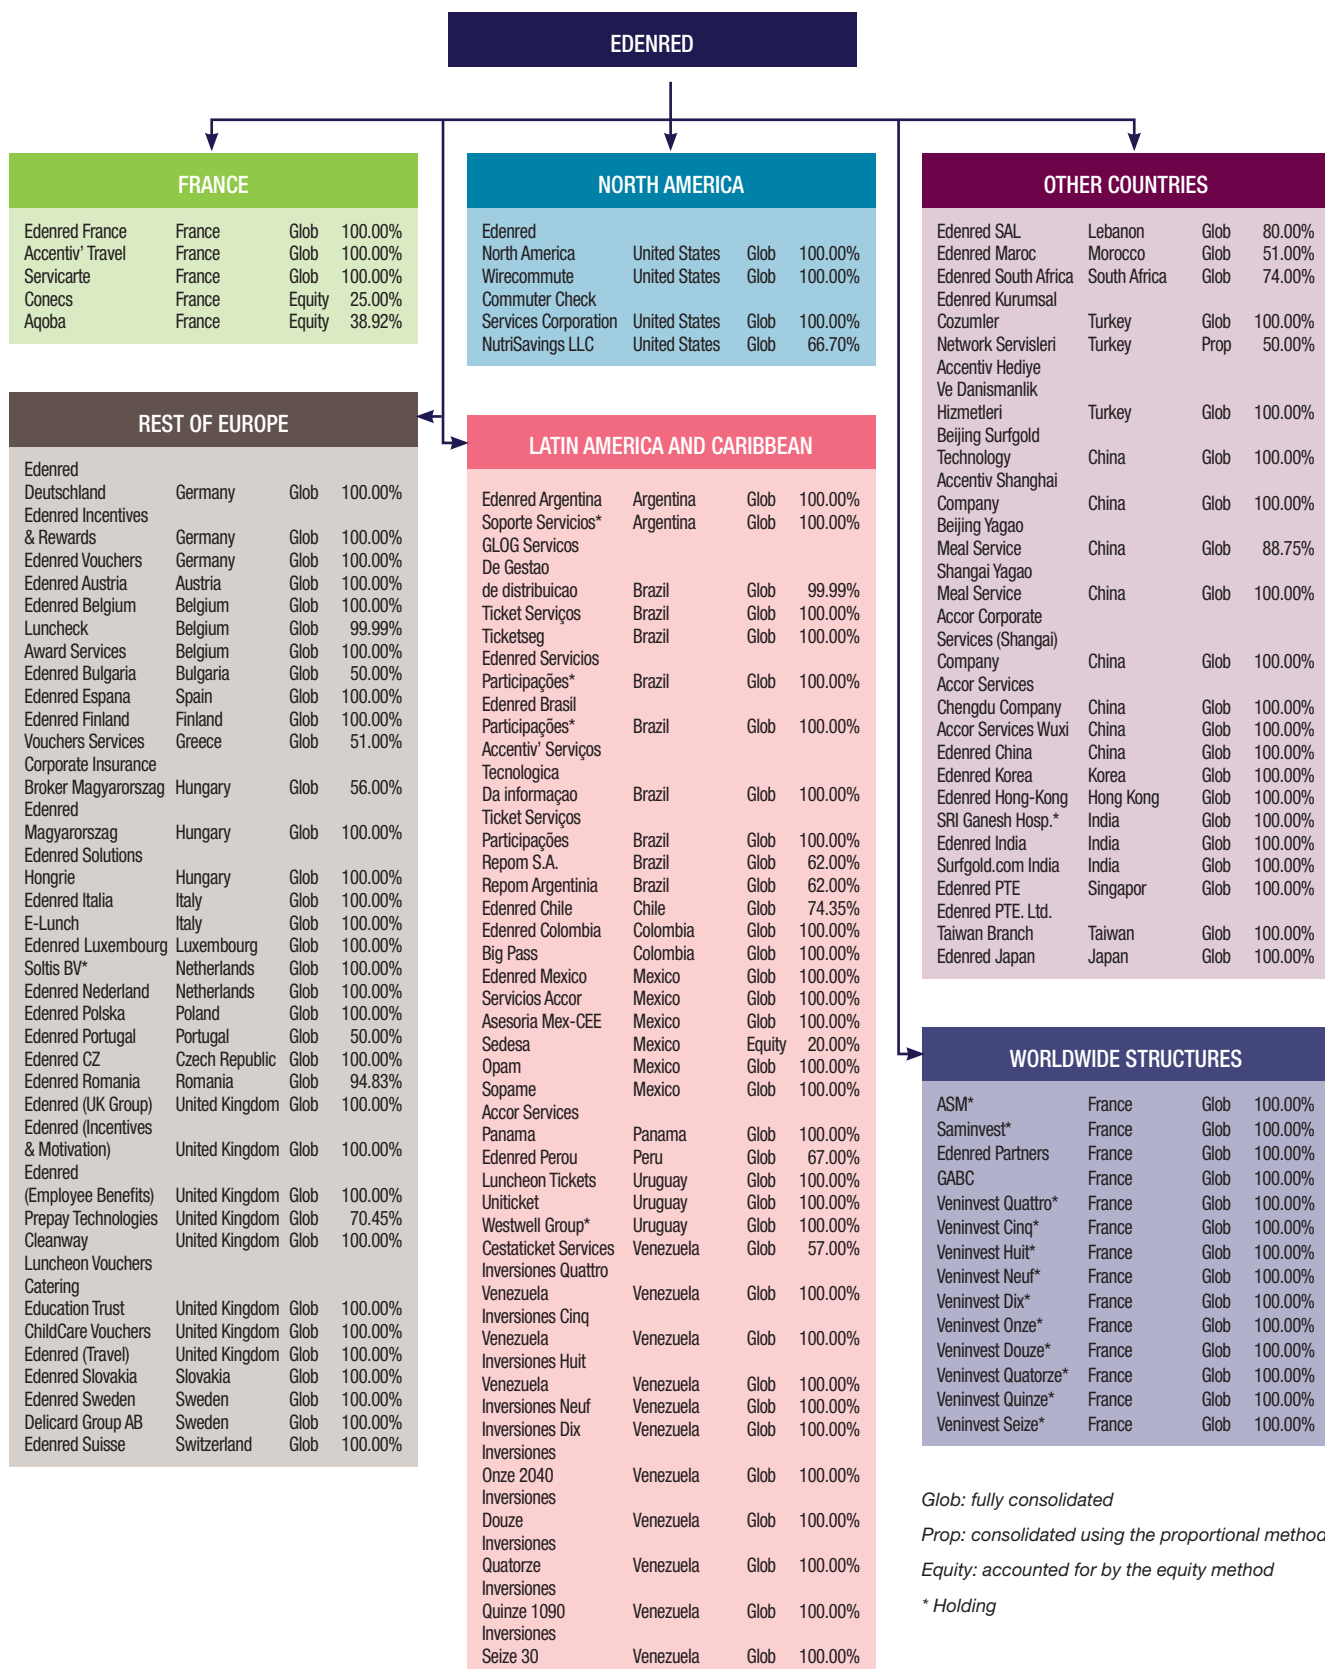 EDENRED
FRANCE
Edenred France France Glob 100.00%
Accentiv’ Travel France Glob 100.00%
Servicarte France Glob 100.00%
Conecs France Equity 25.00%
Aqoba France Equity 38.92%
REST OF EUROPE
Edenred
Deutschland Germany Glob 100.00%
Edenred Incentives
& Rewards Germany Glob 100.00%
Edenred Vouchers Germany Glob 100.00%
Edenred Austria Austria Glob 100.00%
Edenred Belgium Belgium Glob 100.00%
Luncheck Belgium Glob 99.99%
Award Services Belgium Glob 100.00%
Edenred Bulgaria Bulgaria Glob 50.00%
Edenred Espana Spain Glob 100.00%
Edenred Finland Finland Glob 100.00%
Vouchers Services Greece Glob 51.00%
Corporate Insurance
Broker Magyarorszag Hungary Glob 56.00%
Edenred
Magyarorszag Hungary Glob 100.00%
Edenred Solutions
Hongrie Hungary Glob 100.00%
Edenred Italia Italy Glob 100.00%
E-Lunch Italy Glob 100.00%
Edenred Luxembourg Luxembourg Glob 100.00%
Soltis BV* Netherlands Glob 100.00%
Edenred Nederland Netherlands Glob 100.00%
Edenred Polska Poland Glob 100.00%
Edenred Portugal Portugal Glob 50.00%
Edenred CZ Czech Republic Glob 100.00%
Edenred Romania Romania Glob 94.83%
Edenred (UK Group) United Kingdom Glob 100.00%
Edenred (Incentives
& Motivation) United Kingdom Glob 100.00%
Edenred
(Employee Benefits) United Kingdom Glob 100.00%
Prepay Technologies United Kingdom Glob 70.45%
Cleanway United Kingdom Glob 100.00%
Luncheon Vouchers
Catering
Education Trust United Kingdom Glob 100.00%
ChildCare Vouchers United Kingdom Glob 100.00%
Edenred (Travel) United Kingdom Glob 100.00%
Edenred Slovakia Slovakia Glob 100.00%
Edenred Sweden Sweden Glob 100.00%
Delicard Group AB Sweden Glob 100.00%
Edenred Suisse Switzerland Glob 100.00%
NORTH AMERICA
Edenred
North America United States Glob 100.00%
Wirecommute United States Glob 100.00%
Commuter Check
Services Corporation United States Glob 100.00%
NutriSavings LLC United States Glob 66.70%
LATIN AMERICA AND CARIBBEAN
Edenred Argentina Argentina Glob 100.00%
Soporte Servicios* Argentina Glob 100.00%
GLOG Servicos
De Gestao
de distribuicao Brazil Glob 99.99%
Ticket Serviços Brazil Glob 100.00%
Ticketseg Brazil Glob 100.00%
Edenred Servicios
Participações* Brazil Glob 100.00%
Edenred Brasil
Participações* Brazil Glob 100.00%
Accentiv’ Serviços
Tecnologica
Da informaçao Brazil Glob 100.00%
Ticket Serviços
Participações Brazil Glob 100.00%
Repom S.A. Brazil Glob 62.00%
Repom Argentinia Brazil Glob 62.00%
Edenred Chile Chile Glob 74.35%
Edenred Colombia Colombia Glob 100.00%
Big Pass Colombia Glob 100.00%
Edenred Mexico Mexico Glob 100.00%
Servicios Accor Mexico Glob 100.00%
Asesoria Mex-CEE Mexico Glob 100.00%
Sedesa Mexico Equity 20.00%
Opam Mexico Glob 100.00%
Sopame Mexico Glob 100.00%
Accor Services
Panama Panama Glob 100.00%
Edenred Perou Peru Glob 67.00%
Luncheon Tickets Uruguay Glob 100.00%
Uniticket Uruguay Glob 100.00%
Westwell Group* Uruguay Glob 100.00%
Cestaticket Services Venezuela Glob 57.00%
Inversiones Quattro
Venezuela Venezuela Glob 100.00%
Inversiones Cinq
Venezuela Venezuela Glob 100.00%
Inversiones Huit
Venezuela Venezuela Glob 100.00%
Inversiones Neuf Venezuela Glob 100.00%
Inversiones Dix Venezuela Glob 100.00%
Inversiones
Onze 2040 Venezuela Glob 100.00%
Inversiones
Douze Venezuela Glob 100.00%
Inversiones
Quatorze Venezuela Glob 100.00%
Inversiones
Quinze 1090 Venezuela Glob 100.00%
Inversiones
Seize 30 Venezuela Glob 100.00%
OTHER COUNTRIES
Edenred SAL Lebanon Glob 80.00%
Edenred Maroc Morocco Glob 51.00%
Edenred South Africa South Africa Glob 74.00%
Edenred Kurumsal
Cozumler Turkey Glob 100.00%
Network Servisleri Turkey Prop 50.00%
Accentiv Hediye
Ve Danismanlik
Hizmetleri Turkey Glob 100.00%
Beijing Surfgold
Technology China Glob 100.00%
Accentiv Shanghai
Company China Glob 100.00%
Beijing Yagao
Meal Service China Glob 88.75%
Shangai Yagao
Meal Service China Glob 100.00%
Accor Corporate
Services (Shangai)
Company China Glob 100.00%
Accor Services
Chengdu Company China Glob 100.00%
Accor Services Wuxi China Glob 100.00%
Edenred China China Glob 100.00%
Edenred Korea Korea Glob 100.00%
Edenred Hong-Kong Hong Kong Glob 100.00%
SRI Ganesh Hosp.* India Glob 100.00%
Edenred India India Glob 100.00%
Surfgold.com India India Glob 100.00%
Edenred PTE Singapor Glob 100.00%
Edenred PTE. Ltd.
Taiwan Branch Taiwan Glob 100.00%
Edenred Japan Japan Glob 100.00%
WORLDWIDE STRUCTURES
ASM* France Glob 100.00%
Saminvest* France Glob 100.00%
Edenred Partners France Glob 100.00%
GABC France Glob 100.00%
Veninvest Quattro* France Glob 100.00%
Veninvest Cinq* France Glob 100.00%
Veninvest Huit* France Glob 100.00%
Veninvest Neuf* France Glob 100.00%
Veninvest Dix* France Glob 100.00%
Veninvest Onze* France Glob 100.00%
Veninvest Douze* France Glob 100.00%
Veninvest Quatorze* France Glob 100.00%
Veninvest Quinze* France Glob 100.00%
Veninvest Seize* France Glob 100.00%
Glob: fully consolidated
Prop: consolidated using the proportional method
Equity: accounted for by the equity method
* Holding